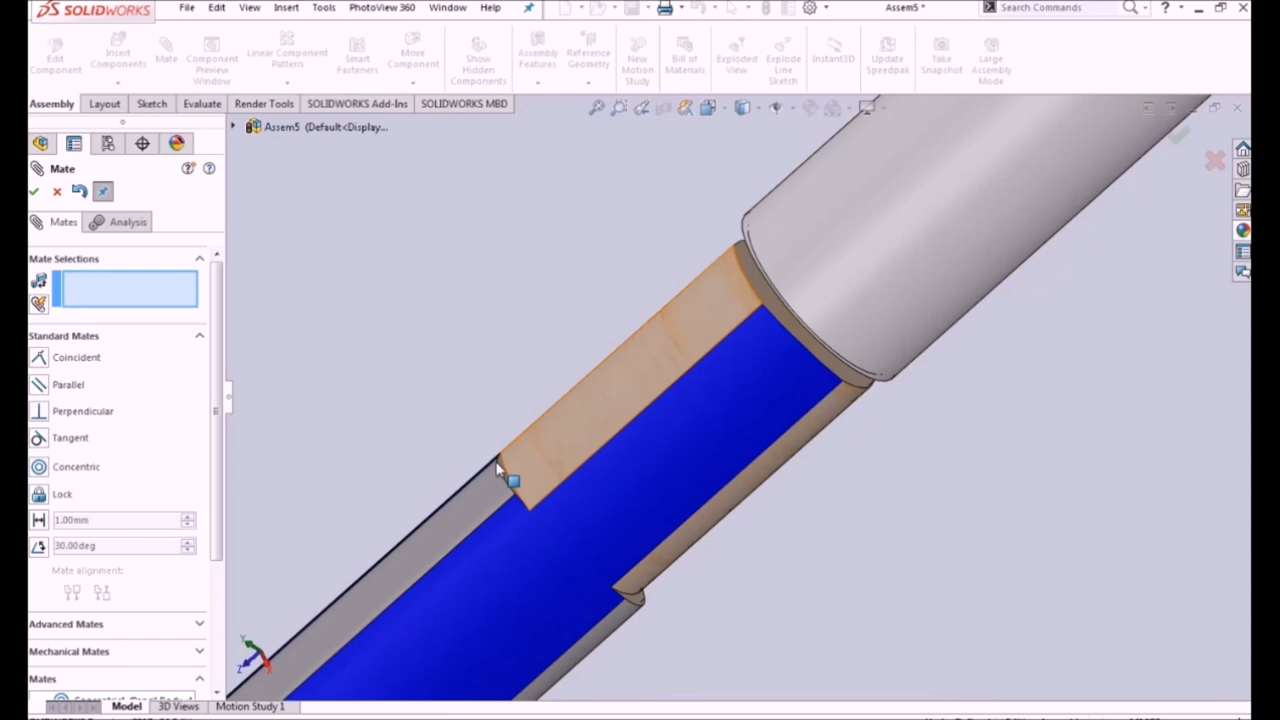 SOLIDWORKS File Edit View Insert Tools PhotoView 360 Window Help Assem5 * Search Commands
Edit Component
Insert Components
Mate
Component Preview Window
Linear Component Pattern
Smart Fasteners
Move Component
Show Hidden Components
Assembly Features
Reference Geometry
New Motion Study
Bill of Materials
Exploded View
Explode Line Sketch
Instant3D
Update Speedpak
Take Snapshot
Large Assembly Mode
Assembly Layout Sketch Evaluate Render Tools SOLIDWORKS Add-Ins SOLIDWORKS MBD
Assem5 (Default<Display...
Mate
Mates Analysis
Mate Selections
Standard Mates
Coincident
Parallel
Perpendicular
Tangent
Concentric
Lock
1.00mm
30.00deg
Mate alignment:
Advanced Mates
Mechanical Mates
Mates
Y
Z X
Model 3D Views Motion Study 1